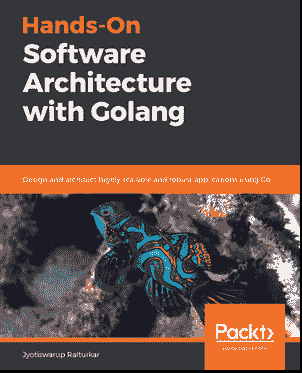 Hands-On
Software
Architecture
with Golang
Design and architect highly scalable and robust applications using Go
Packt>
Jyotiswarup Raiturkar